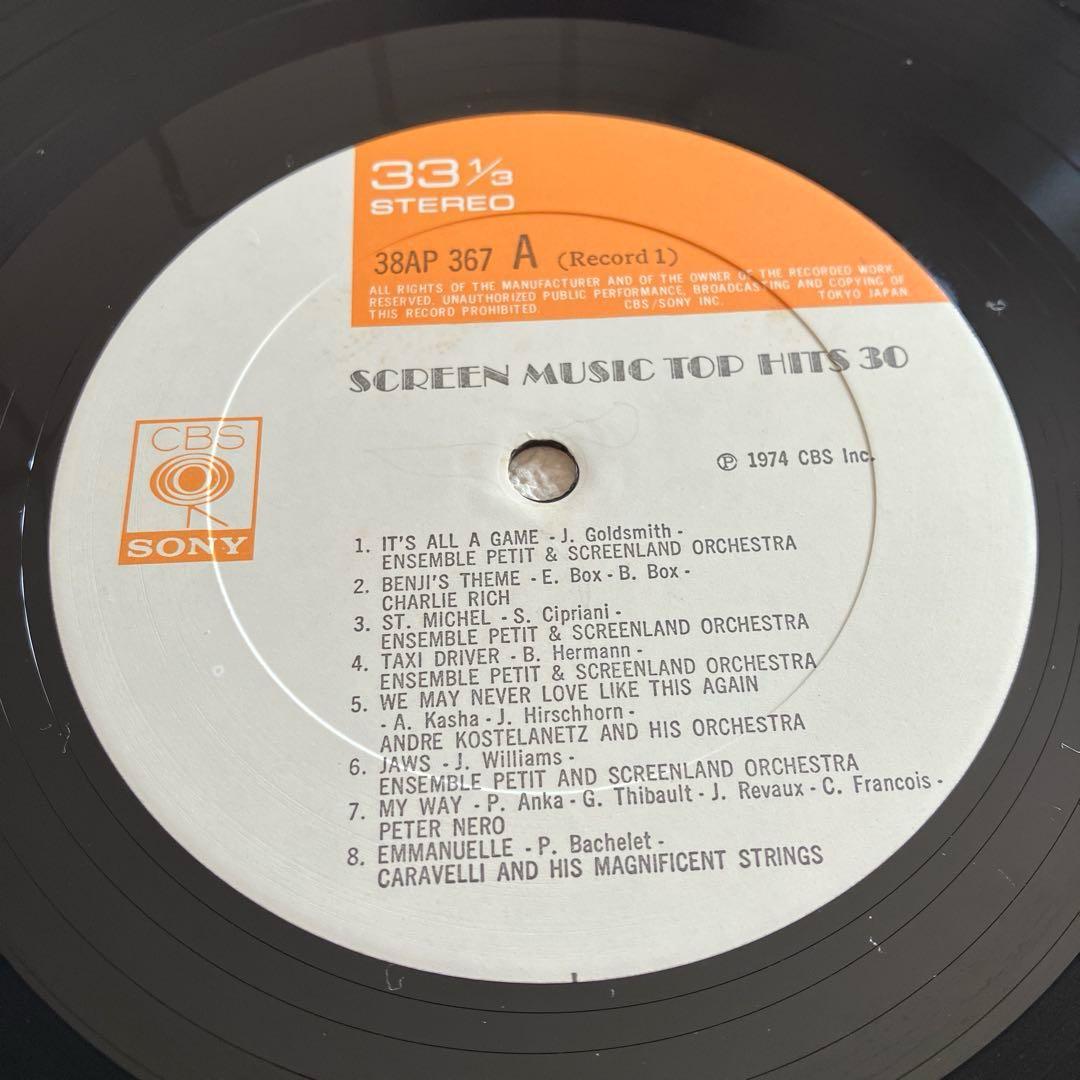 33 1/3
STEREO
38AP 367 A (Record 1)
ALL RIGHTS OF THE MANUFACTURER AND OF THE OWNER OF THE RECORDED WORK
RESERVED. UNAUTHORIZED PUBLIC PERFORMANCE, BROADCASTING AND COPYING OF
THIS RECORD PROHIBITED. CBS/SONY INC. TOKYO JAPAN
SCREEN MUSIC TOP HITS 30
CBS
SONY
Ⓟ 1974 CBS Inc.
1. IT'S ALL A GAME - J. Goldsmith -
ENSEMBLE PETIT & SCREENLAND ORCHESTRA
2. BENJI'S THEME - E. Box - B. Box -
CHARLIE RICH
3. ST. MICHEL - S. Cipriani -
ENSEMBLE PETIT & SCREENLAND ORCHESTRA
4. TAXI DRIVER - B. Hermann -
ENSEMBLE PETIT & SCREENLAND ORCHESTRA
5. WE MAY NEVER LOVE LIKE THIS AGAIN
- A. Kasha - J. Hirschhorn -
ANDRE KOSTELANETZ AND HIS ORCHESTRA
6. JAWS - J. Williams -
ENSEMBLE PETIT AND SCREENLAND ORCHESTRA
7. MY WAY - P. Anka - G. Thibault - J. Revaux - C. Francois -
PETER NERO
8. EMMANUELLE - P. Bachelet -
CARAVELLI AND HIS MAGNIFICENT STRINGS